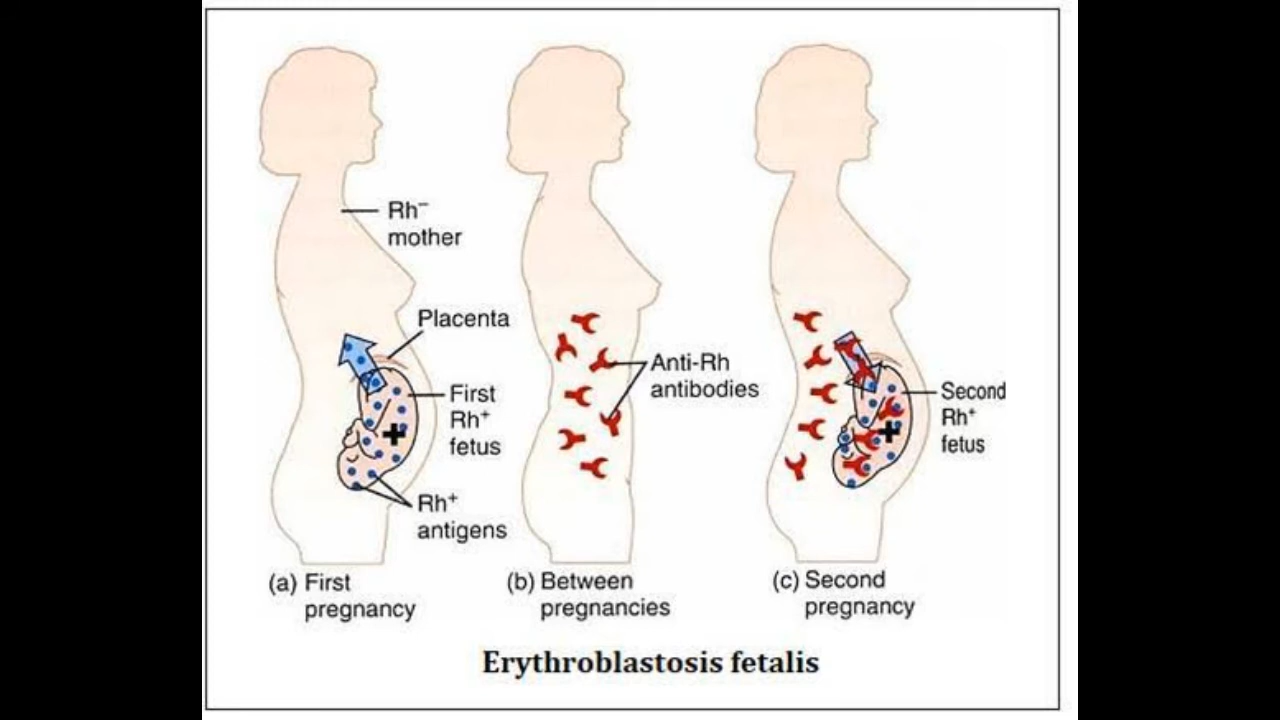 Rh⁻
mother
Placenta
First
Rh⁺
fetus
Rh⁺
antigens
(a) First
pregnancy
Anti-Rh
antibodies
(b) Between
pregnancies
Second
Rh⁺
fetus
(c) Second
pregnancy
Erythroblastosis fetalis